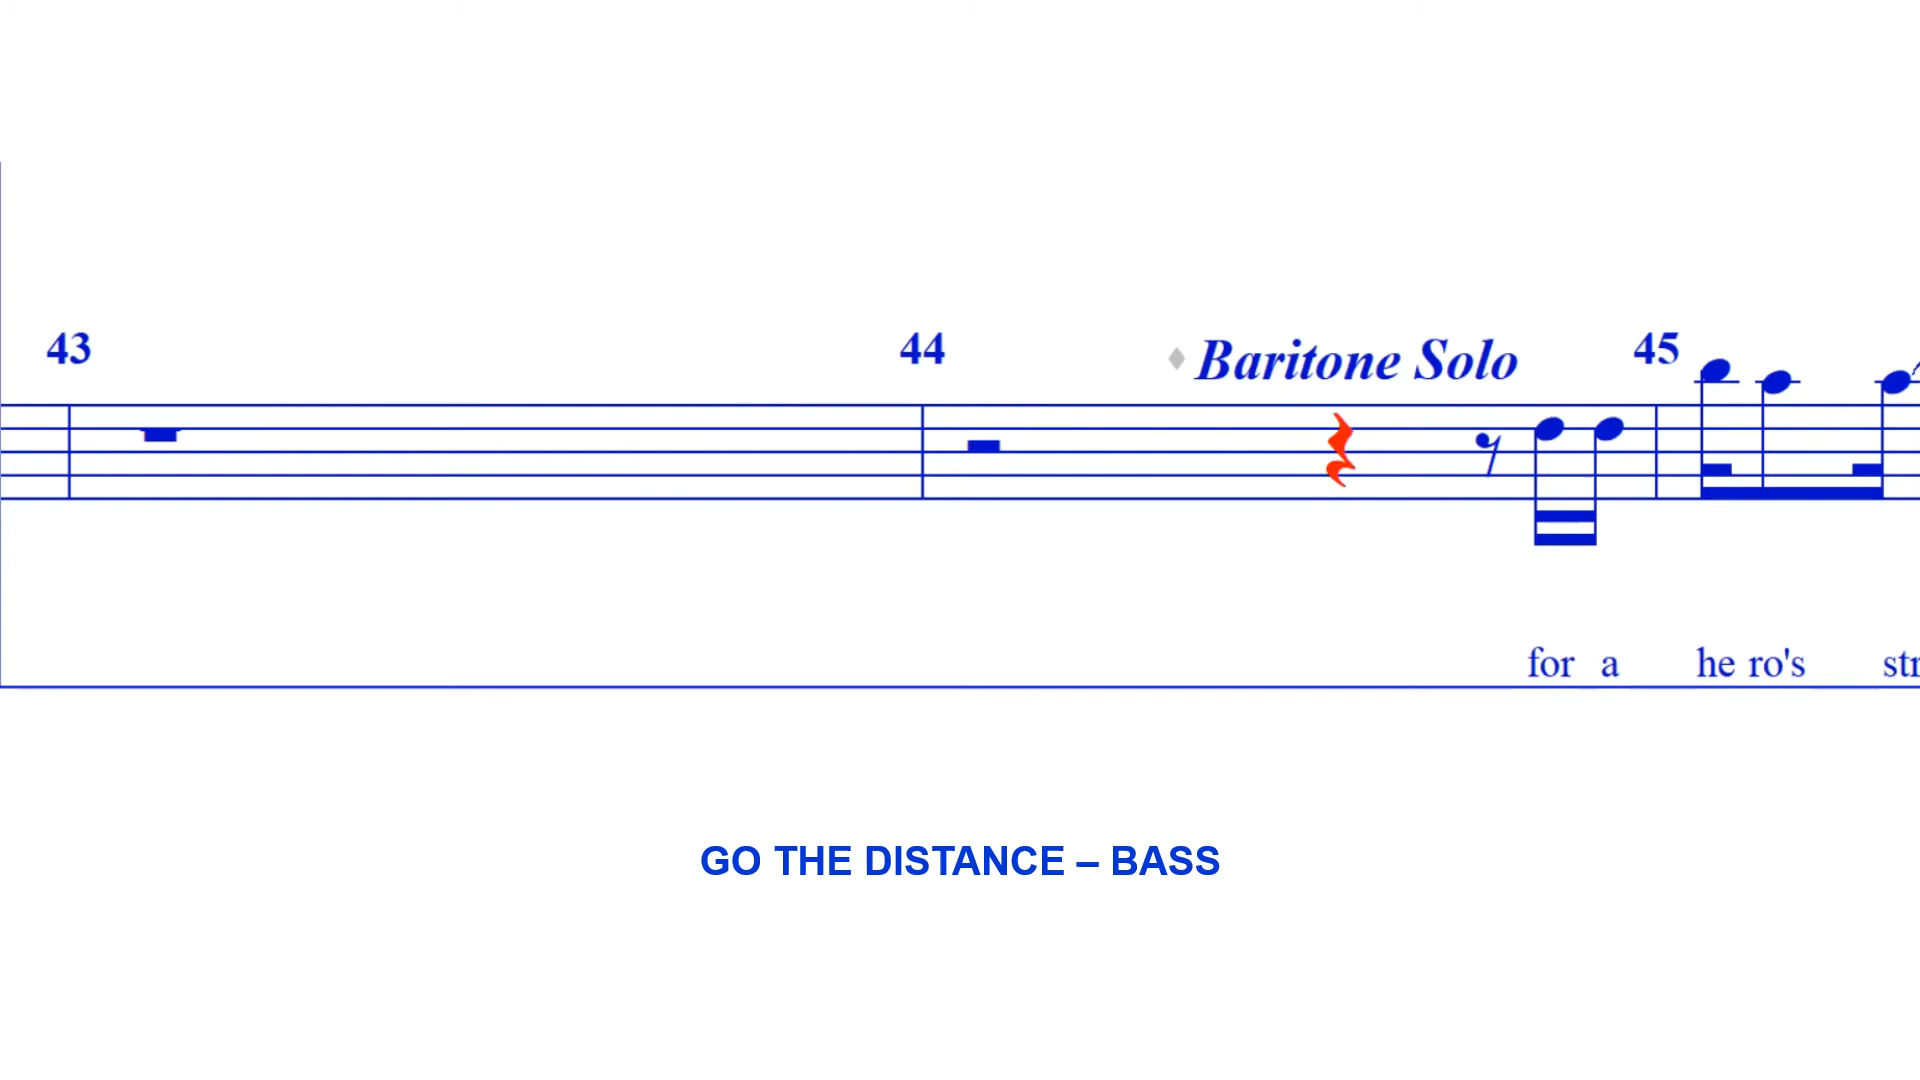 43 44 Baritone Solo 45
for a he ro's
GO THE DISTANCE – BASS